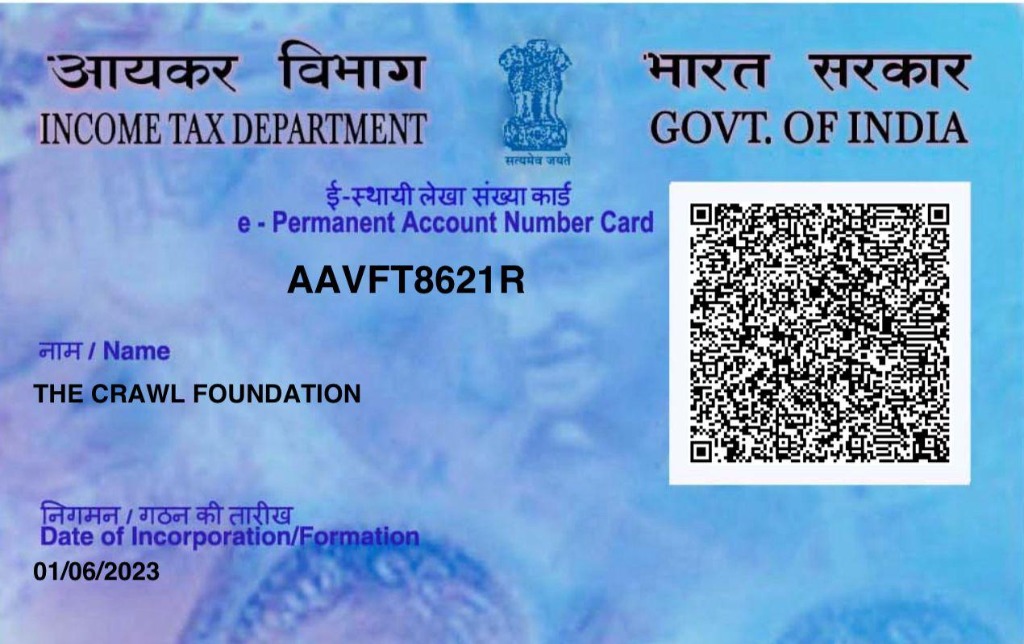 आयकर विभाग
INCOME TAX DEPARTMENT
सत्यमेव जयते
भारत सरकार
GOVT. OF INDIA
ई-स्थायी लेखा संख्या कार्ड
e - Permanent Account Number Card
AAVFT8621R
नाम / Name
THE CRAWL FOUNDATION
निगमन / गठन की तारीख
Date of Incorporation/Formation
01/06/2023